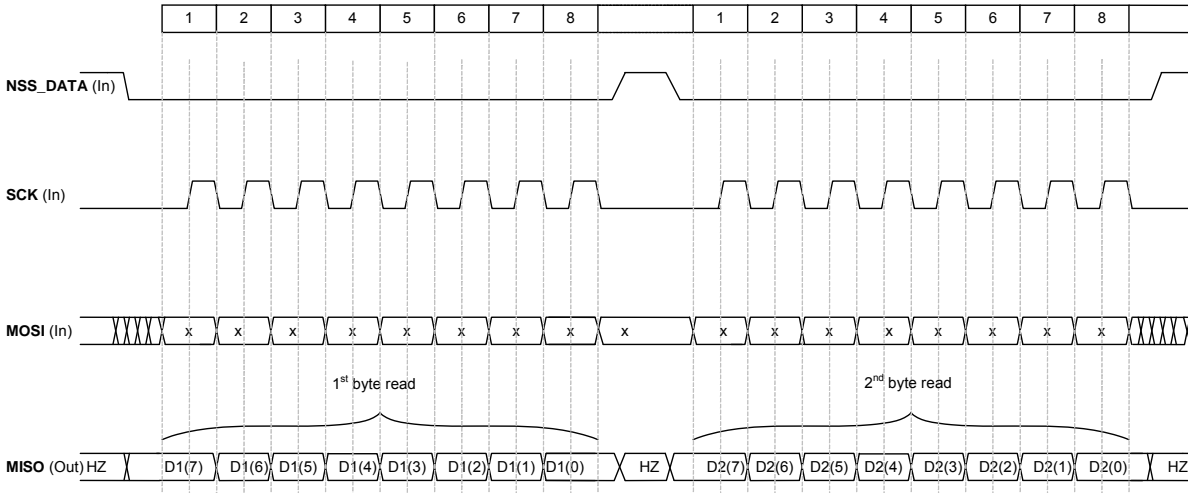 1 2 3 4 5 6 7 8 1 2 3 4 5 6 7 8
NSS_DATA (In)
SCK (In)
MOSI (In) x x x x x x x x x x x x x x x x x
1st byte read 2nd byte read
MISO (Out) HZ D1(7) D1(6) D1(5) D1(4) D1(3) D1(2) D1(1) D1(0) HZ D2(7) D2(6) D2(5) D2(4) D2(3) D2(2) D2(1) D2(0) HZ